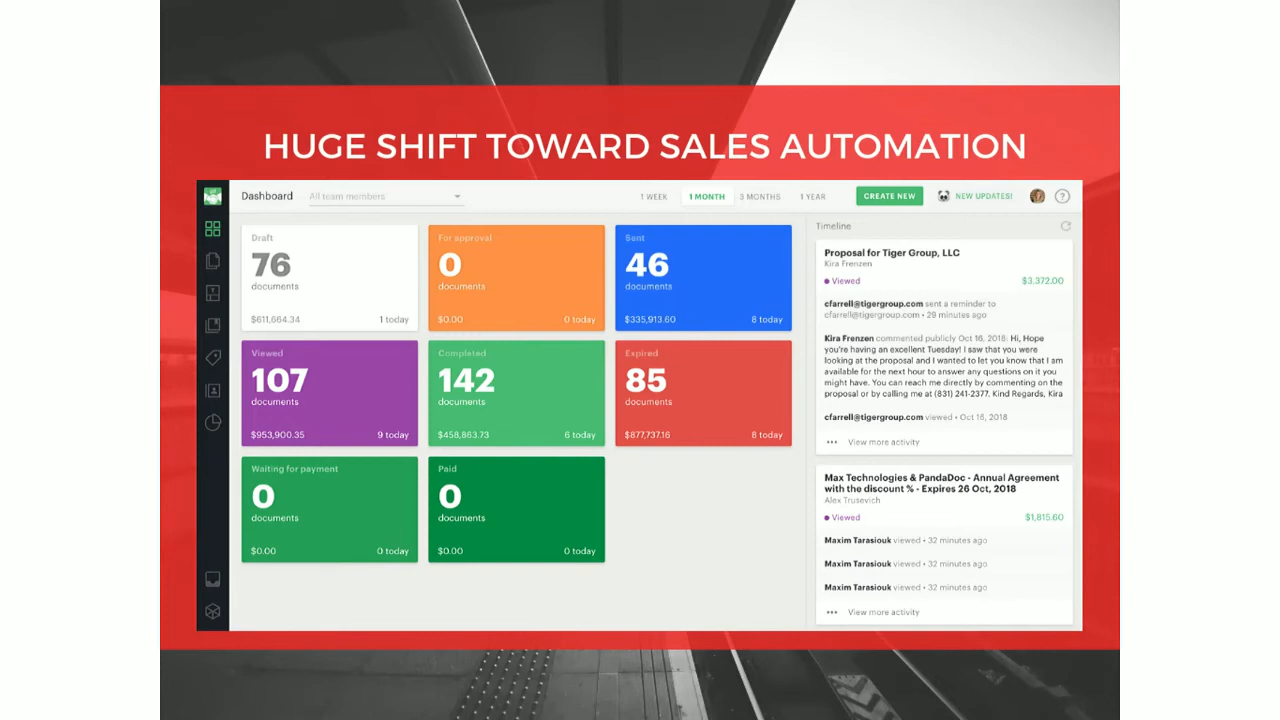 HUGE SHIFT TOWARD SALES AUTOMATION
Dashboard
All team members
1 WEEK
1 MONTH
3 MONTHS
1 YEAR
CREATE NEW
NEW UPDATES!
?
Draft
76
documents
$611,664.34
1 today
For approval
0
documents
$0.00
0 today
Sent
46
documents
$335,913.60
8 today
Viewed
107
documents
$953,900.35
9 today
Completed
142
documents
$458,863.73
6 today
Expired
85
documents
$877,737.16
8 today
Waiting for payment
0
documents
$0.00
0 today
Paid
0
documents
$0.00
0 today
Timeline
Proposal for Tiger Group, LLC
Kira Frenzen
Viewed
$3,372.00
cfarrell@tigergroup.com sent a reminder to
cfarrell@tigergroup.com • 29 minutes ago
Kira Frenzen commented publicly Oct 16, 2018: Hi, Hope
you're having an excellent Tuesday! I saw that you were
looking at the proposal and I wanted to let you know that I am
available for the next hour to answer any questions on it you
might have. You can reach me directly by commenting on the
proposal or by calling me at (831) 241-2377. Kind Regards, Kira
cfarrell@tigergroup.com viewed • Oct 16, 2018
••• View more activity
Max Technologies & PandaDoc - Annual Agreement
with the discount % - Expires 26 Oct, 2018
Alex Trusevich
Viewed
$1,815.60
Maxim Tarasiouk viewed • 32 minutes ago
Maxim Tarasiouk viewed • 32 minutes ago
Maxim Tarasiouk viewed • 32 minutes ago
••• View more activity